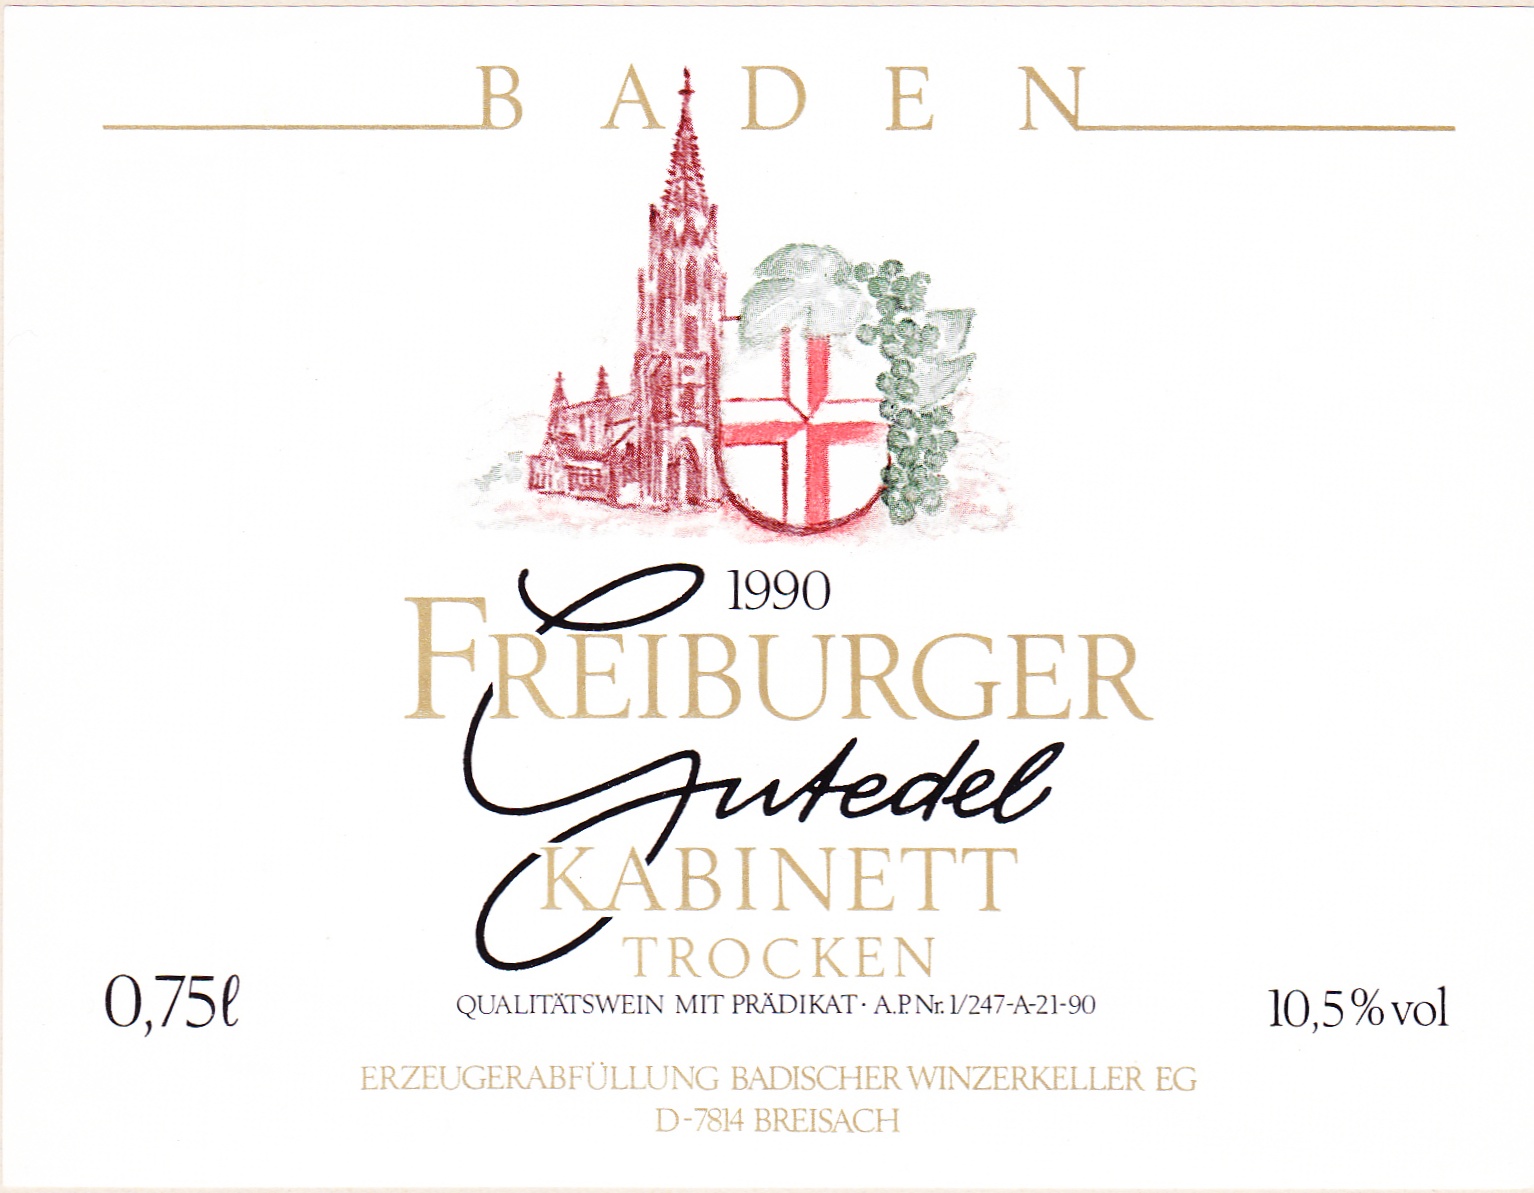 BADEN
1990
FREIBURGER
Gutedel
KABINETT
TROCKEN
0,75ℓ
QUALITÄTSWEIN MIT PRÄDIKAT · A.P. Nr. 1/247-A-21-90
10,5% vol
ERZEUGERABFÜLLUNG BADISCHER WINZERKELLER EG
D-7814 BREISACH